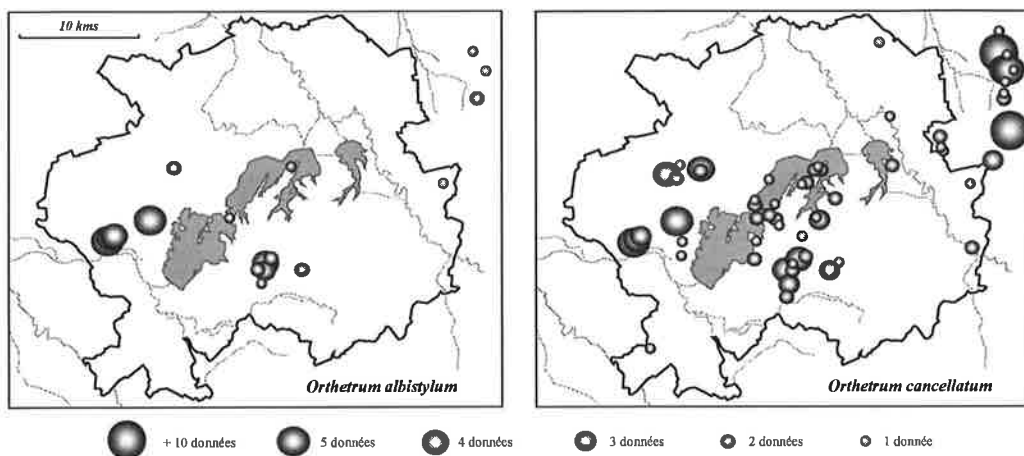 10 kms
Orthetrum albistylum
Orthetrum cancellatum
+ 10 données
5 données
4 données
3 données
2 données
1 donnée